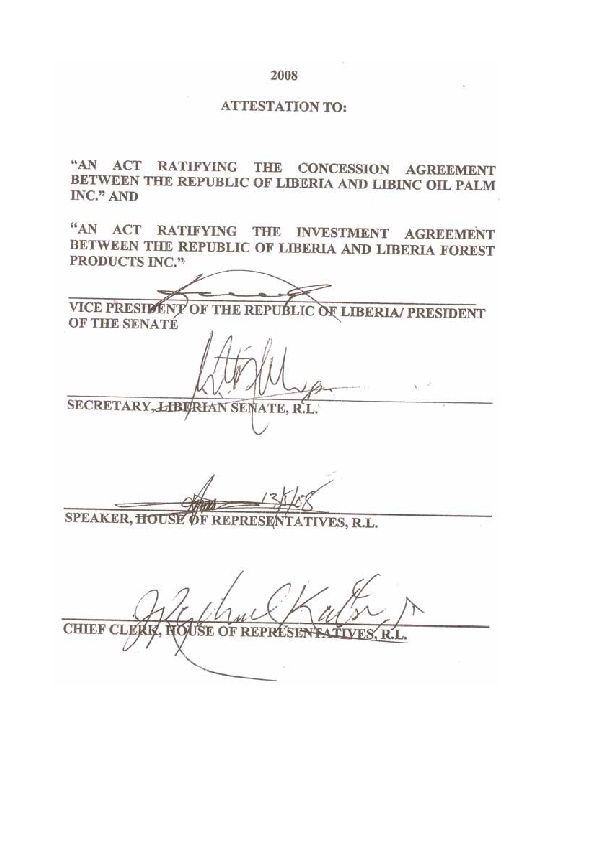 2008
ATTESTATION TO:
“AN ACT RATIFYING THE CONCESSION AGREEMENT
BETWEEN THE REPUBLIC OF LIBERIA AND LIBINC OIL PALM
INC.” AND
“AN ACT RATIFYING THE INVESTMENT AGREEMENT
BETWEEN THE REPUBLIC OF LIBERIA AND LIBERIA FOREST
PRODUCTS INC.”
VICE PRESIDENT OF THE REPUBLIC OF LIBERIA/ PRESIDENT
OF THE SENATE
SECRETARY, LIBERIAN SENATE, R.L.
SPEAKER, HOUSE OF REPRESENTATIVES, R.L.
CHIEF CLERK, HOUSE OF REPRESENTATIVES, R.L.